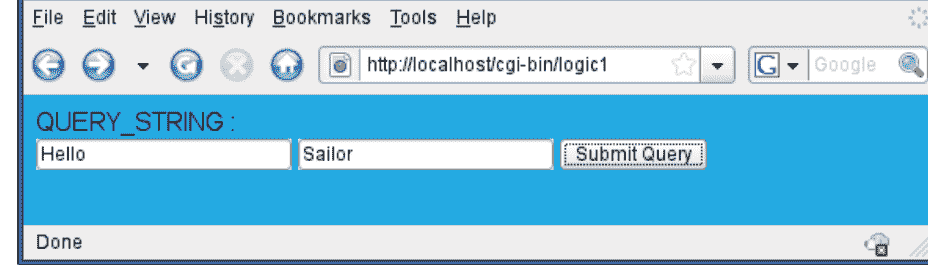 File Edit View History Bookmarks Tools Help
http://localhost/cgi-bin/logic1 G Google
QUERY_STRING :
Hello Sailor Submit Query
Done